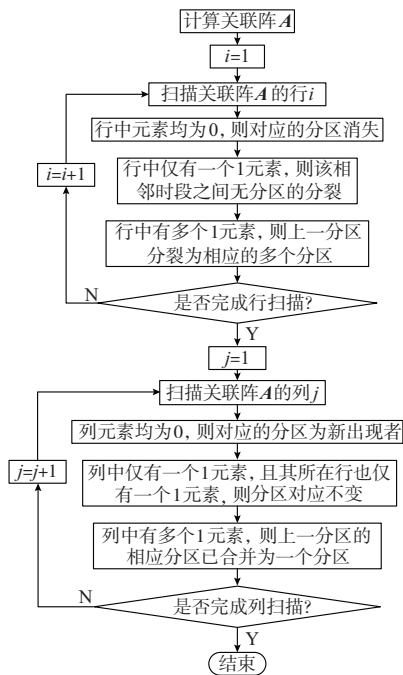 计算关联阵A
i=1
扫描关联阵A的行i
行中元素均为0，则对应的分区消失
行中仅有一个1元素，则该相
邻时段之间无分区的分裂
i=i+1
行中有多个1元素，则上一分区
分裂为相应的多个分区
N
是否完成行扫描?
Y
j=1
扫描关联阵A的列j
列元素均为0，则对应的分区为新出现者
列中仅有一个1元素，且其所在行也仅
有一个1元素，则分区对应不变
j=j+1
列中有多个1元素，则上一分区的
相应分区已合并为一个分区
N
是否完成列扫描?
Y
结束